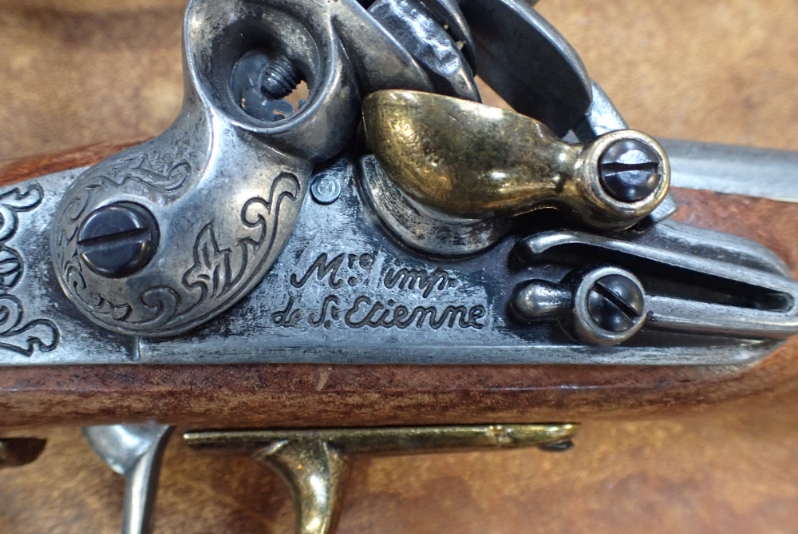 Mre imp.
de St. Etienne